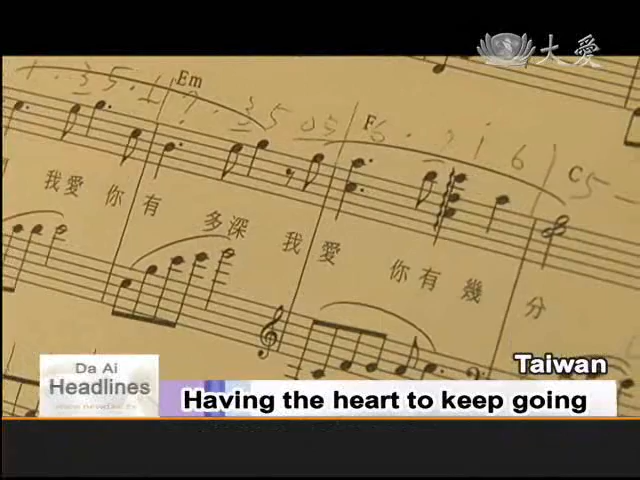 大愛
Em
F
C
我愛 你有 多深 我愛 你有 幾 分
Taiwan
Da Ai
Headlines
Having the heart to keep going